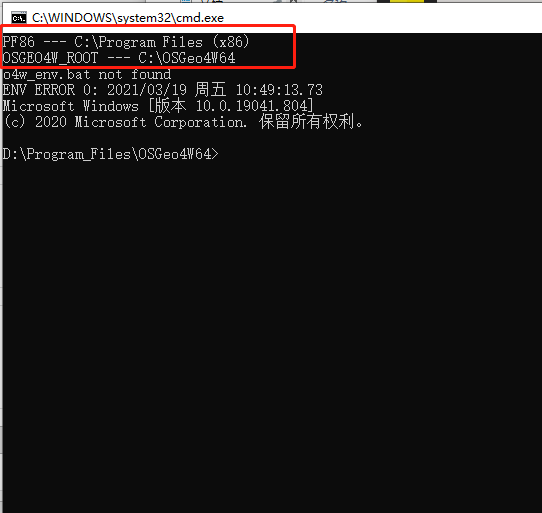 C:\WINDOWS\system32\cmd.exe
PF86 --- C:\Program Files (x86)
OSGEO4W_ROOT --- C:\OSGeo4W64
o4w_env.bat not found
ENV ERROR 0: 2021/03/19 周五 10:49:13.73
Microsoft Windows [版本 10.0.19041.804]
(c) 2020 Microsoft Corporation. 保留所有权利。
D:\Program_Files\OSGeo4W64>